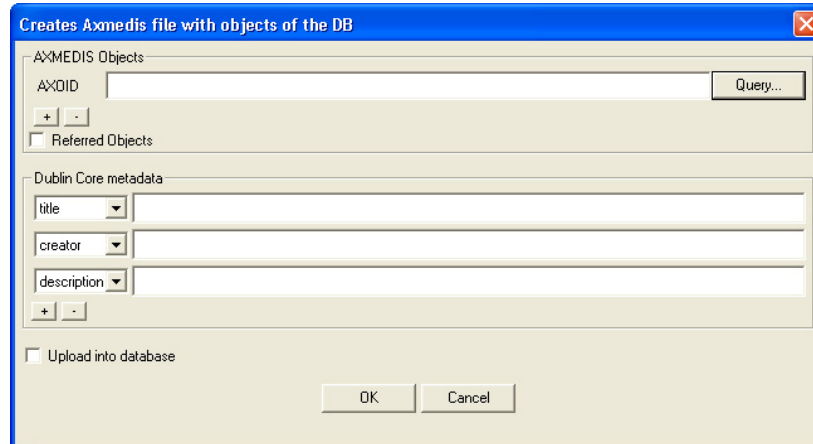 Creates Axmedis file with objects of the DB
AXMEDIS Objects
AXOID Query...
+ -
Referred Objects
Dublin Core metadata
title
creator
description
+ -
Upload into database
OK Cancel